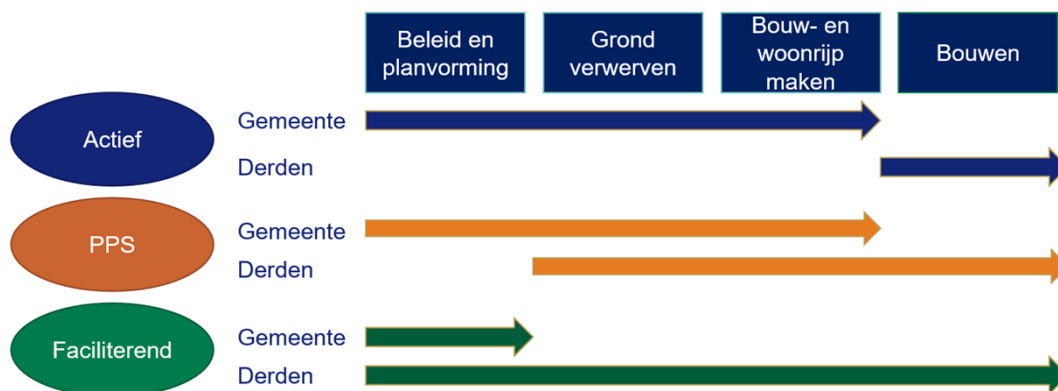 Beleid en
planvorming
Grond
verwerven
Bouw- en
woonrijp
maken
Bouwen
Actief
Gemeente
Derden
PPS
Gemeente
Derden
Faciliterend
Gemeente
Derden